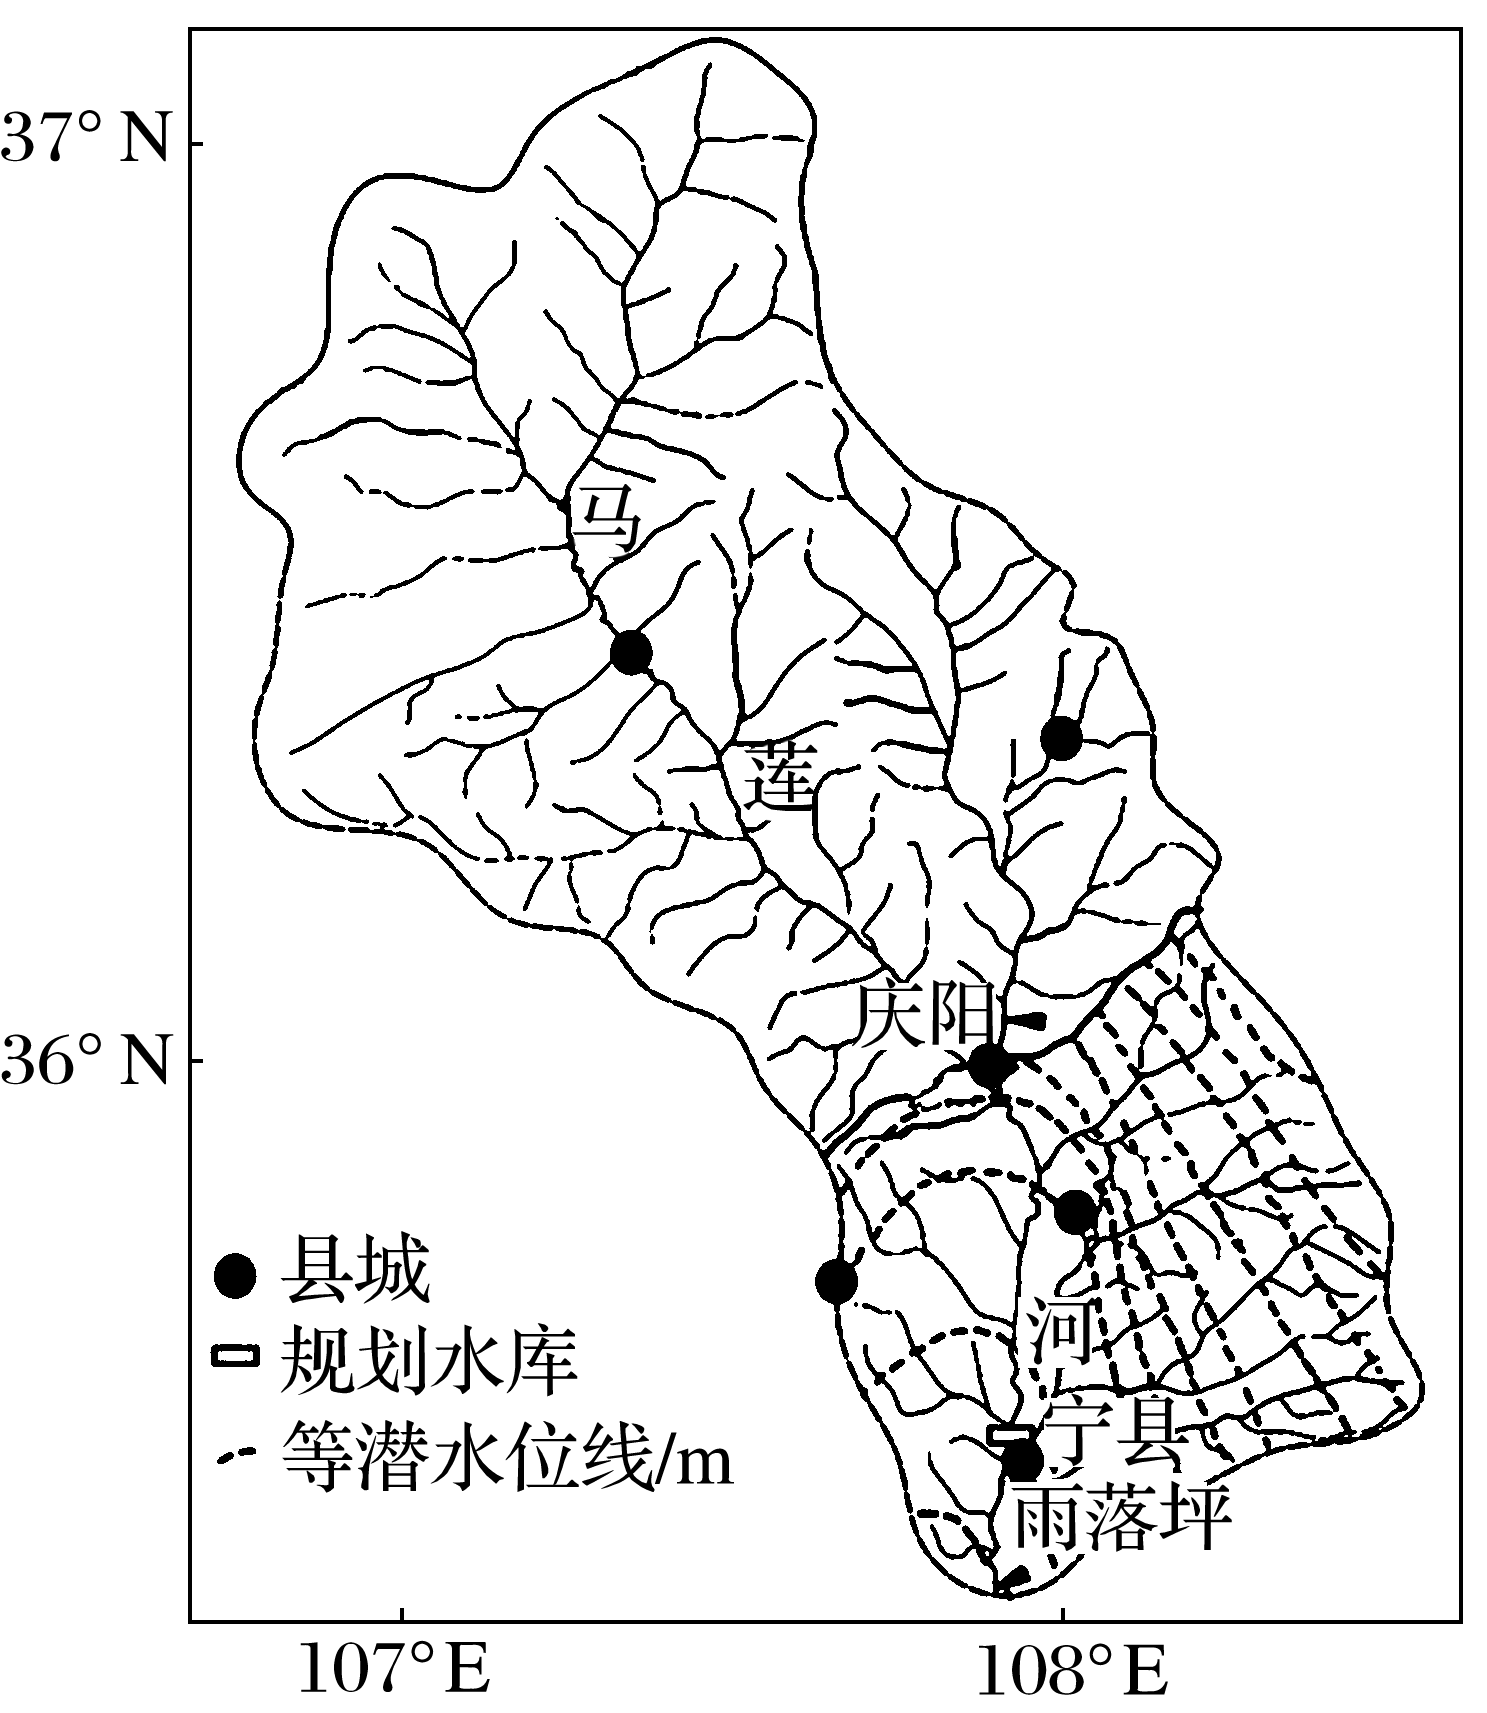 37° N
马
莲
庆阳
36° N
县城
河
规划水库
宁县
等潜水位线/m
雨落坪
107° E
108° E